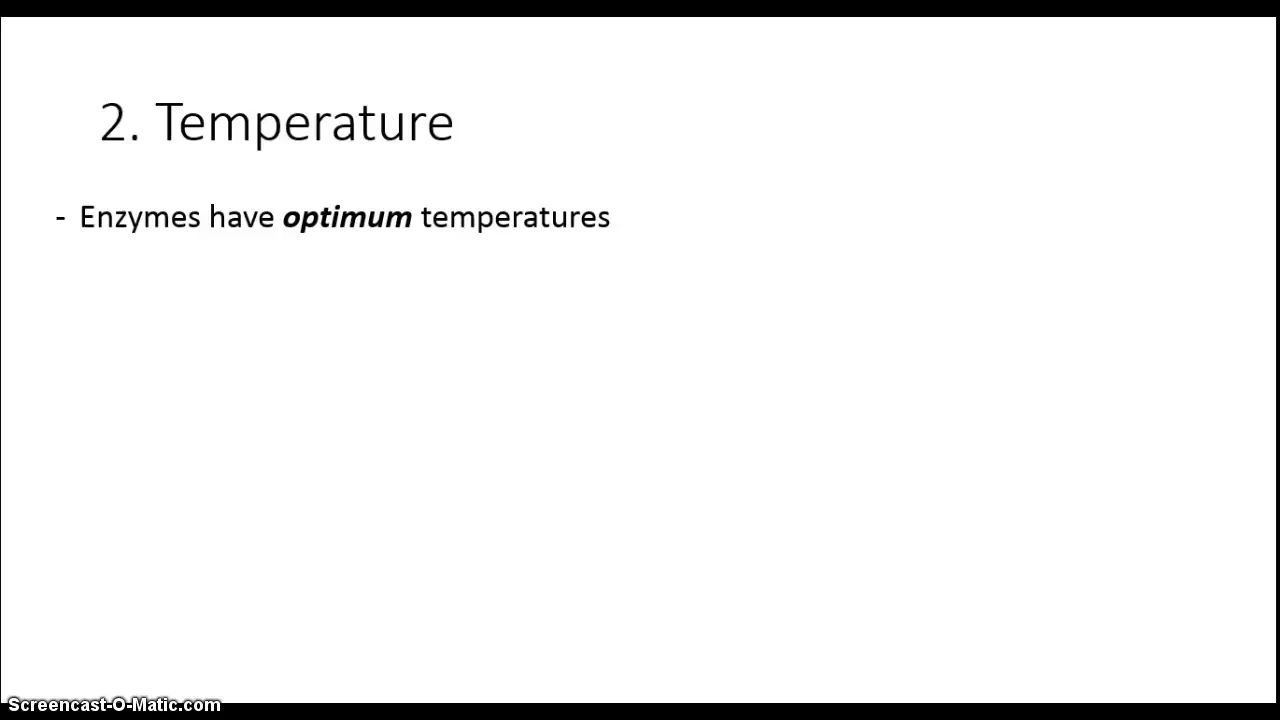 2. Temperature
- Enzymes have optimum temperatures
Screencast-O-Matic.com